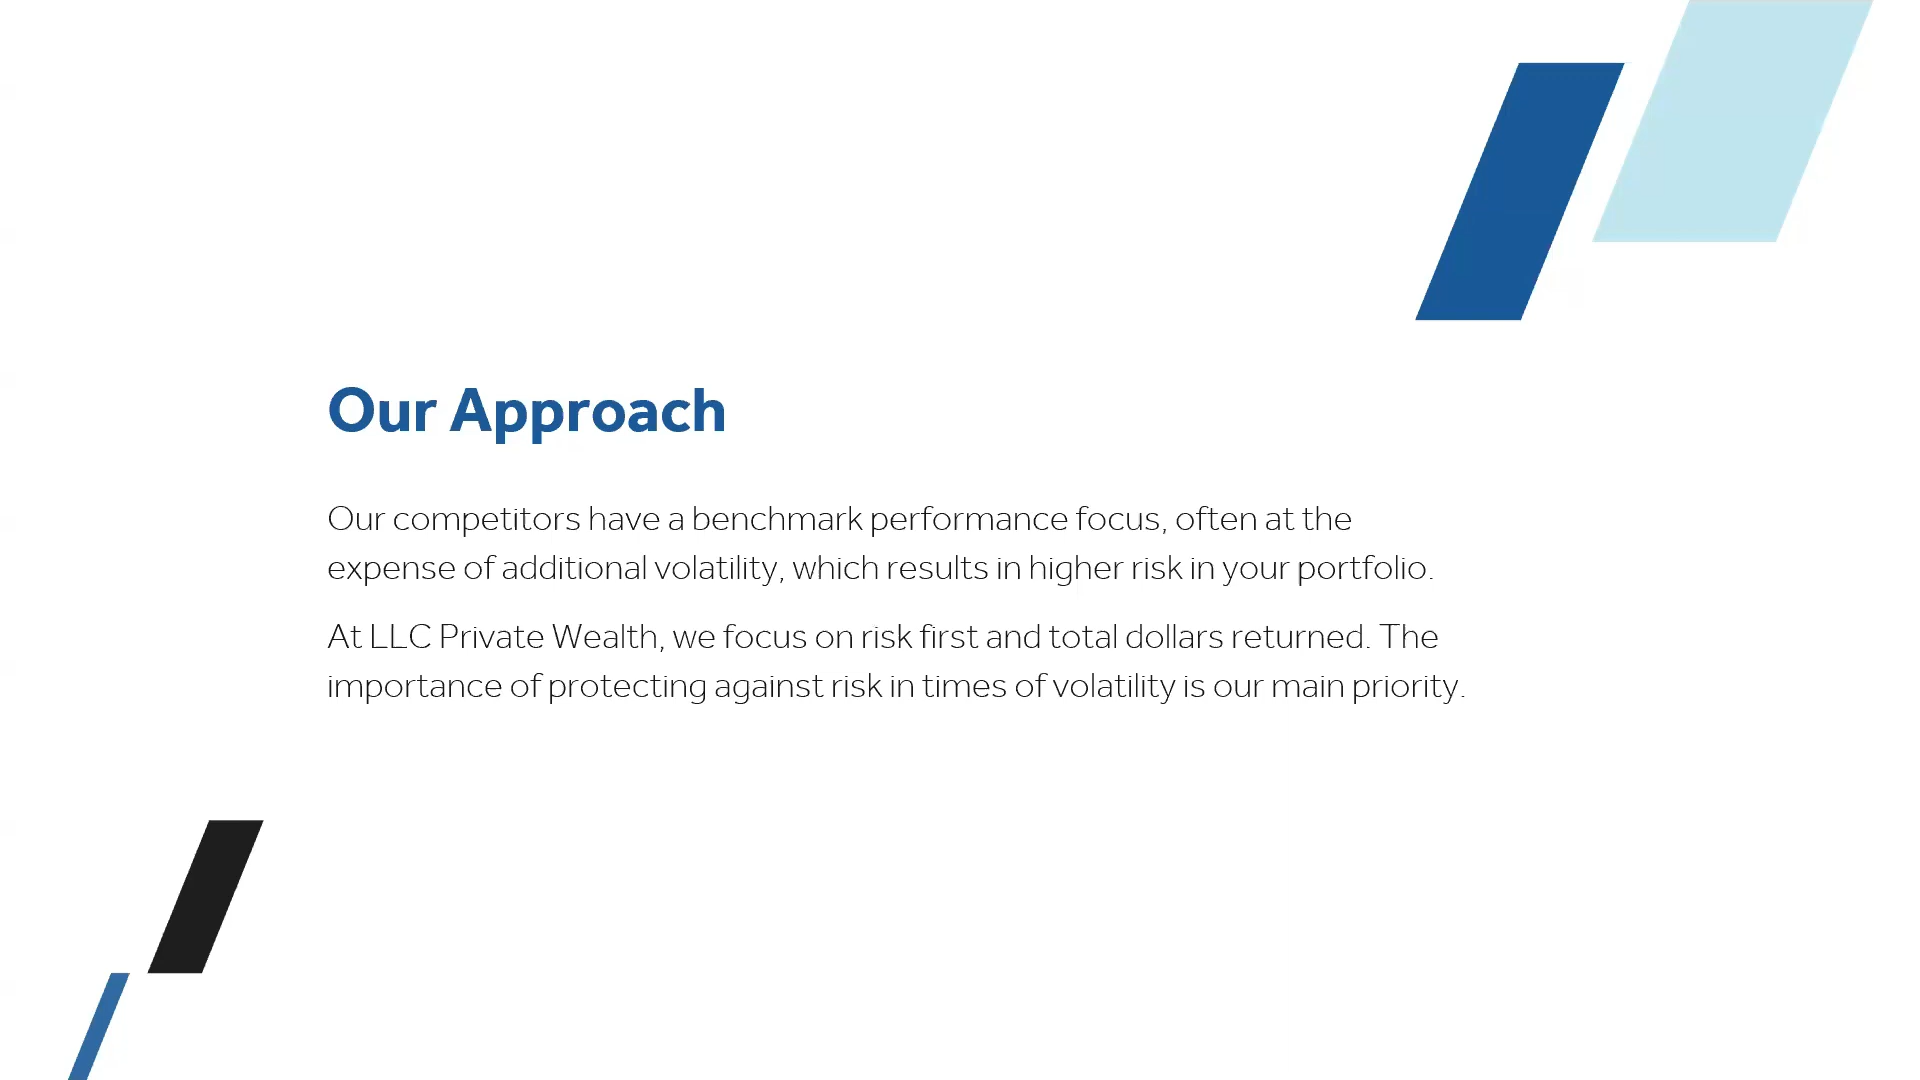 Our Approach
Our competitors have a benchmark performance focus, often at the
expense of additional volatility, which results in higher risk in your portfolio.
At LLC Private Wealth, we focus on risk first and total dollars returned. The
importance of protecting against risk in times of volatility is our main priority.